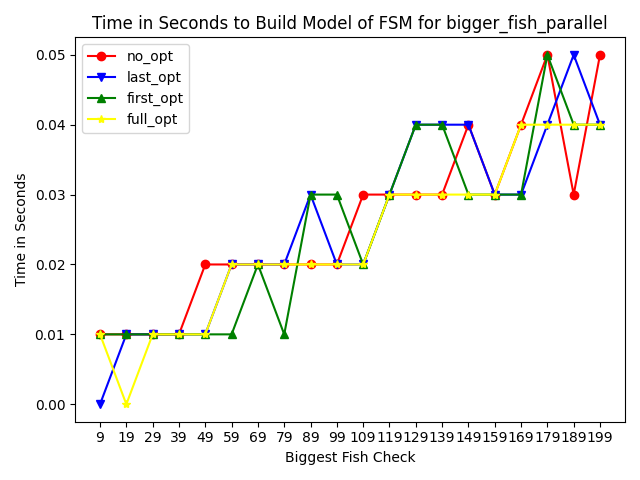 Time in Seconds to Build Model of FSM for bigger_fish_parallel
no_opt
last_opt
first_opt
full_opt
0.05
0.04
0.03
0.02
0.01
0.00
Time in Seconds
9 19 29 39 49 59 69 79 89 99 109 119 129 139 149 159 169 179 189 199
Biggest Fish Check